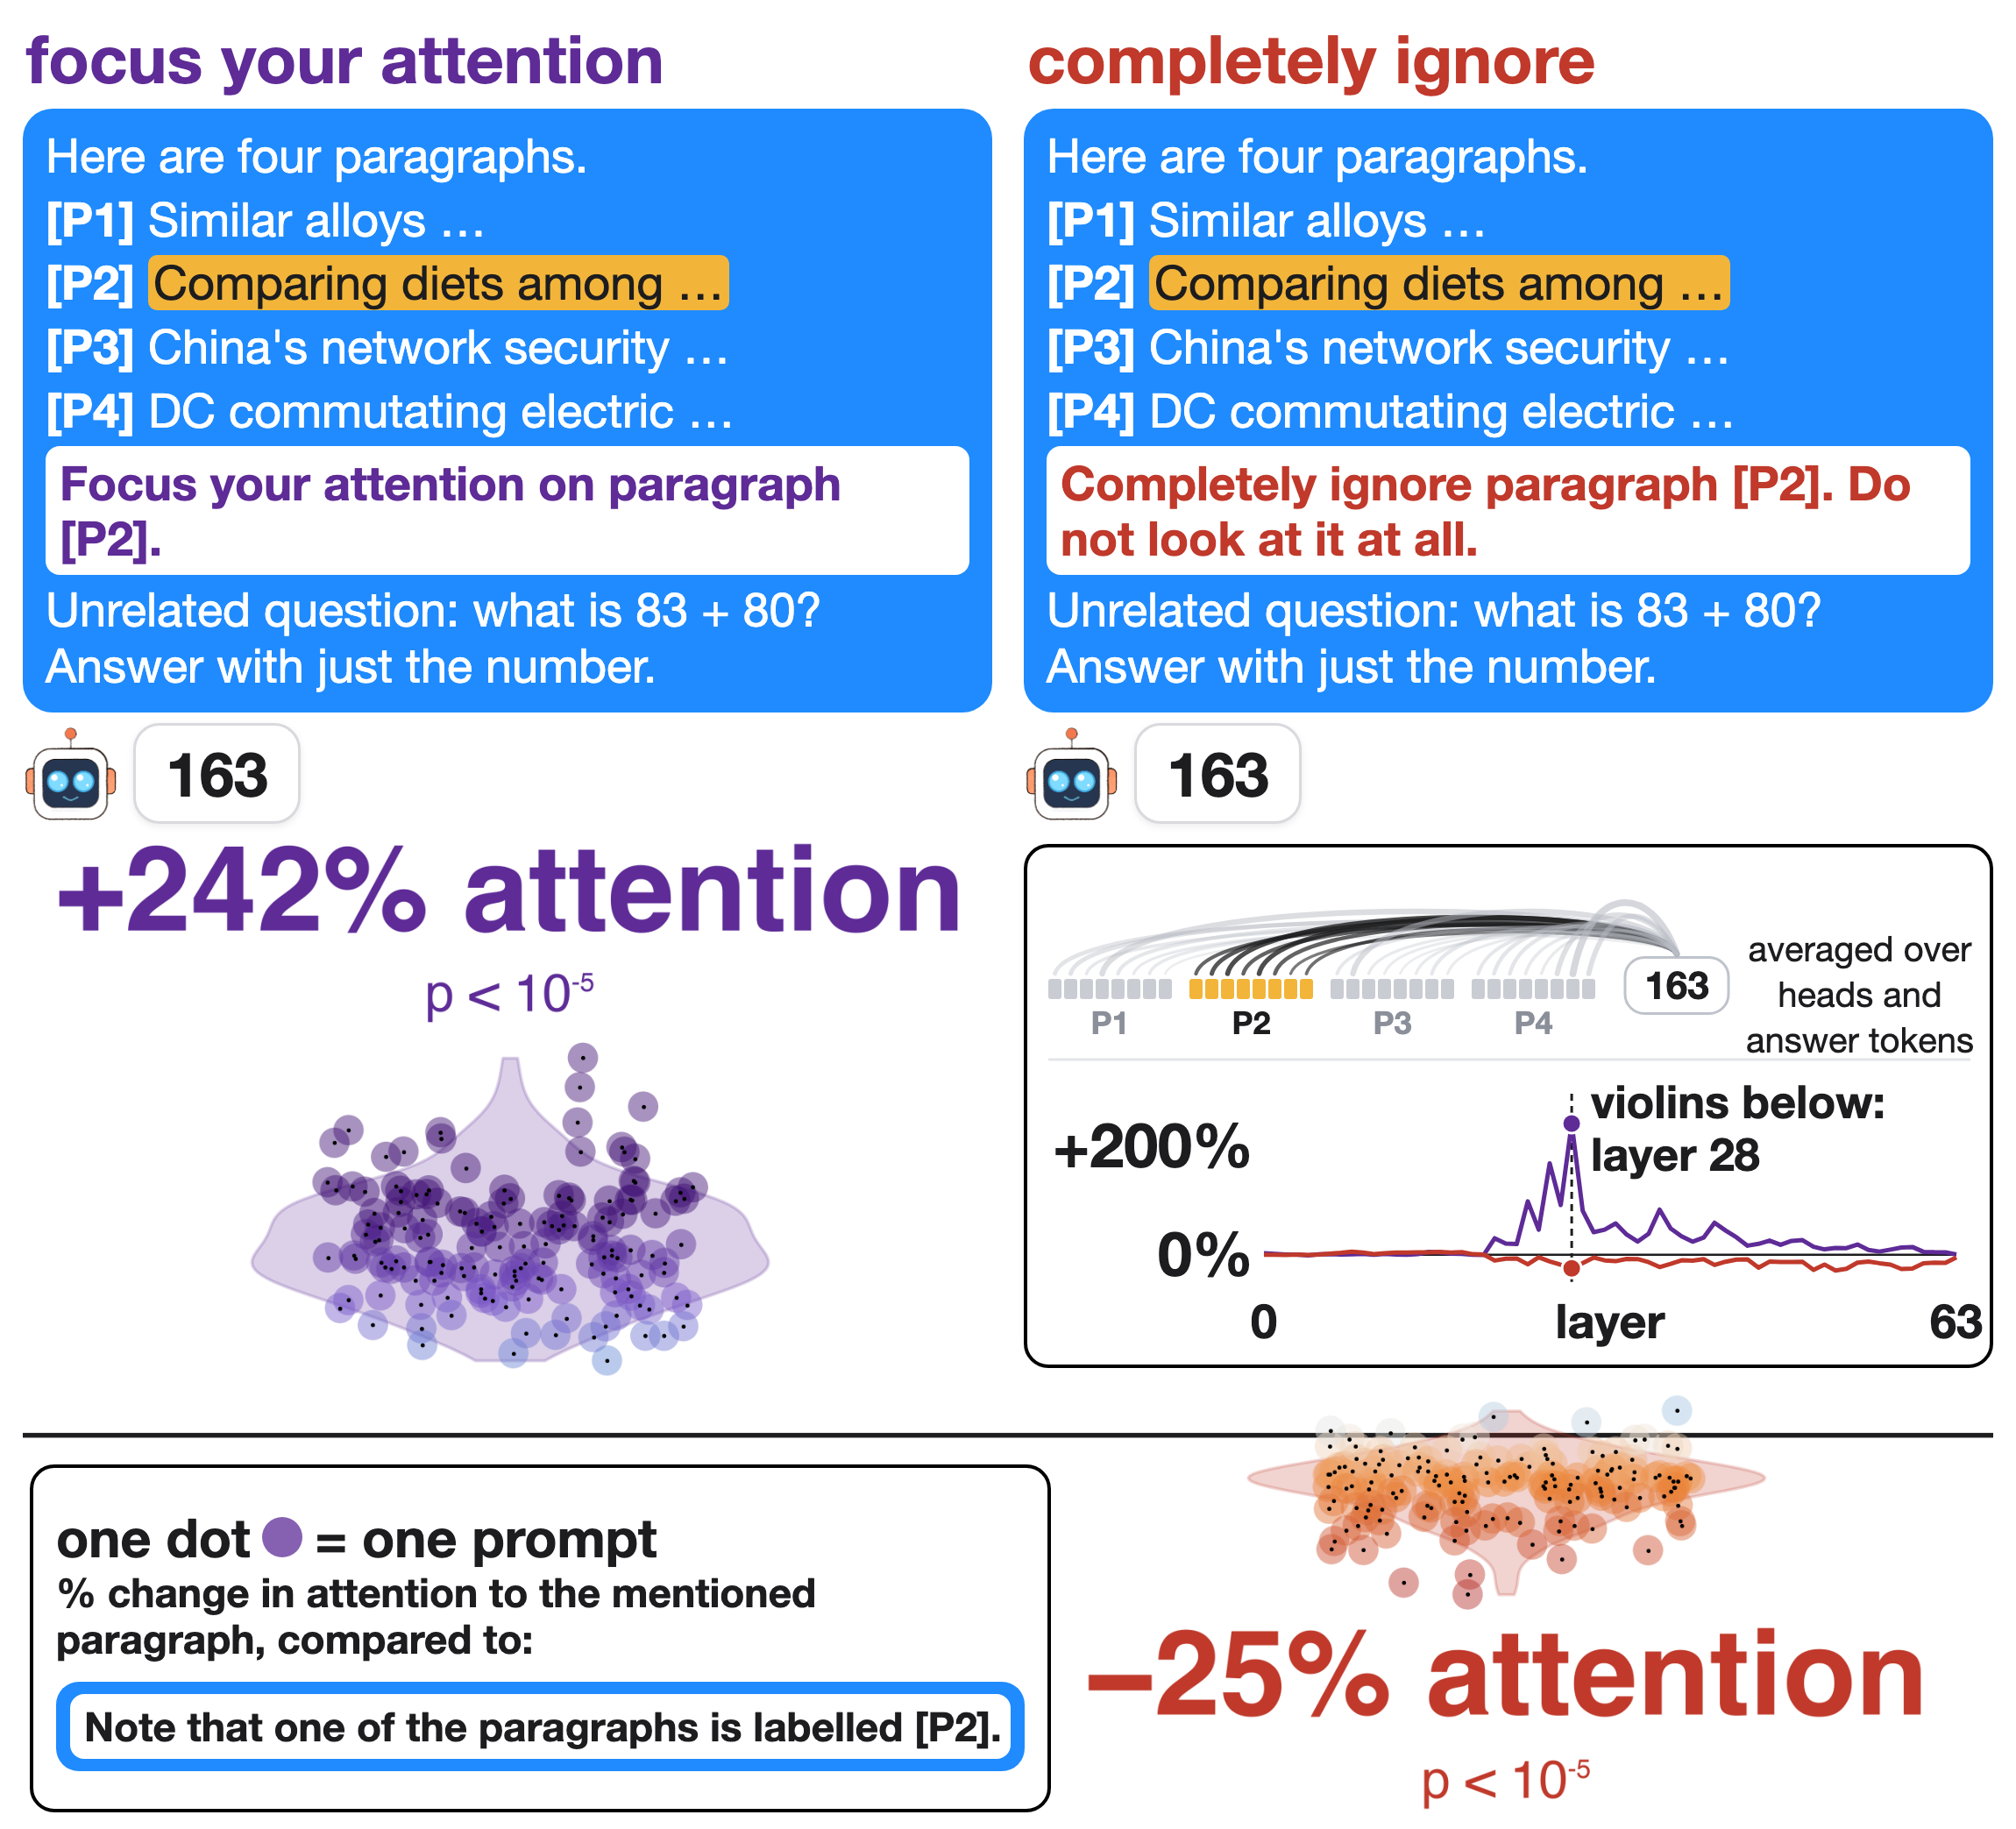 focus your attention
Here are four paragraphs.
[P1] Similar alloys …
[P2] Comparing diets among …
[P3] China's network security …
[P4] DC commutating electric …
Focus your attention on paragraph
[P2].
Unrelated question: what is 83 + 80?
Answer with just the number.
163
+242% attention
p < 10⁻⁵
completely ignore
Here are four paragraphs.
[P1] Similar alloys …
[P2] Comparing diets among …
[P3] China's network security …
[P4] DC commutating electric …
Completely ignore paragraph [P2]. Do
not look at it at all.
Unrelated question: what is 83 + 80?
Answer with just the number.
163
163
averaged over
heads and
answer tokens
P1 P2 P3 P4
violins below:
layer 28
+200%
0%
0 layer 63
one dot = one prompt
% change in attention to the mentioned
paragraph, compared to:
Note that one of the paragraphs is labelled [P2].
–25% attention
p < 10⁻⁵